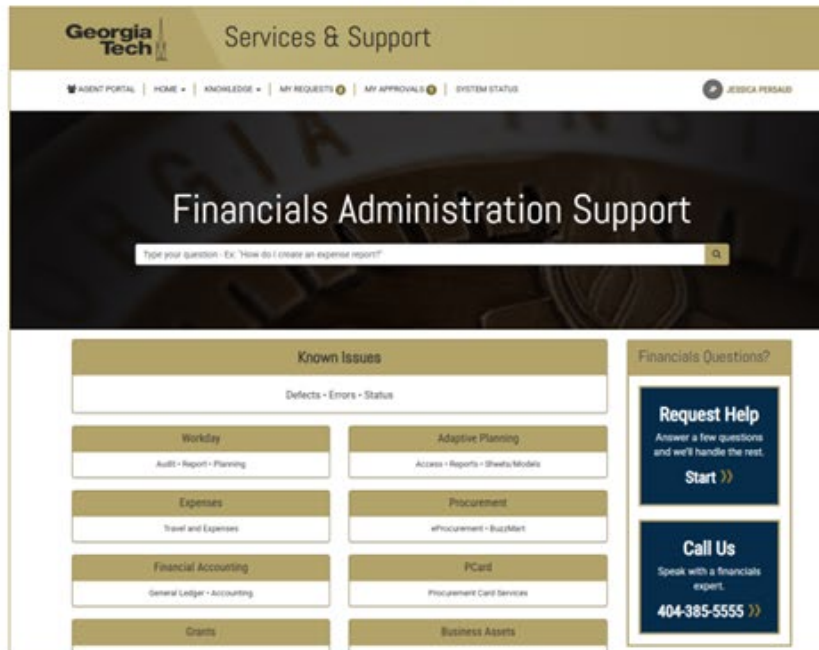 Georgia
Tech
Services & Support
AGENT PORTAL | HOME | KNOWLEDGE | MY REQUESTS | MY APPROVALS | SYSTEM STATUS
JESSICA PERSAUD
Financials Administration Support
Type your question - Ex: "How do I create an expense report?"
Known Issues
Defects • Errors • Status
Workday
Audit • Report • Planning
Adaptive Planning
Access • Reports • Sheets/Models
Expenses
Travel and Expenses
Procurement
eProcurement • BuzzMart
Financial Accounting
General Ledger • Accounting
PCard
Procurement Card Services
Grants
Business Assets
Financials Questions?
Request Help
Answer a few questions
and we'll handle the rest.
Start
Call Us
Speak with a financials
expert.
404-385-5555